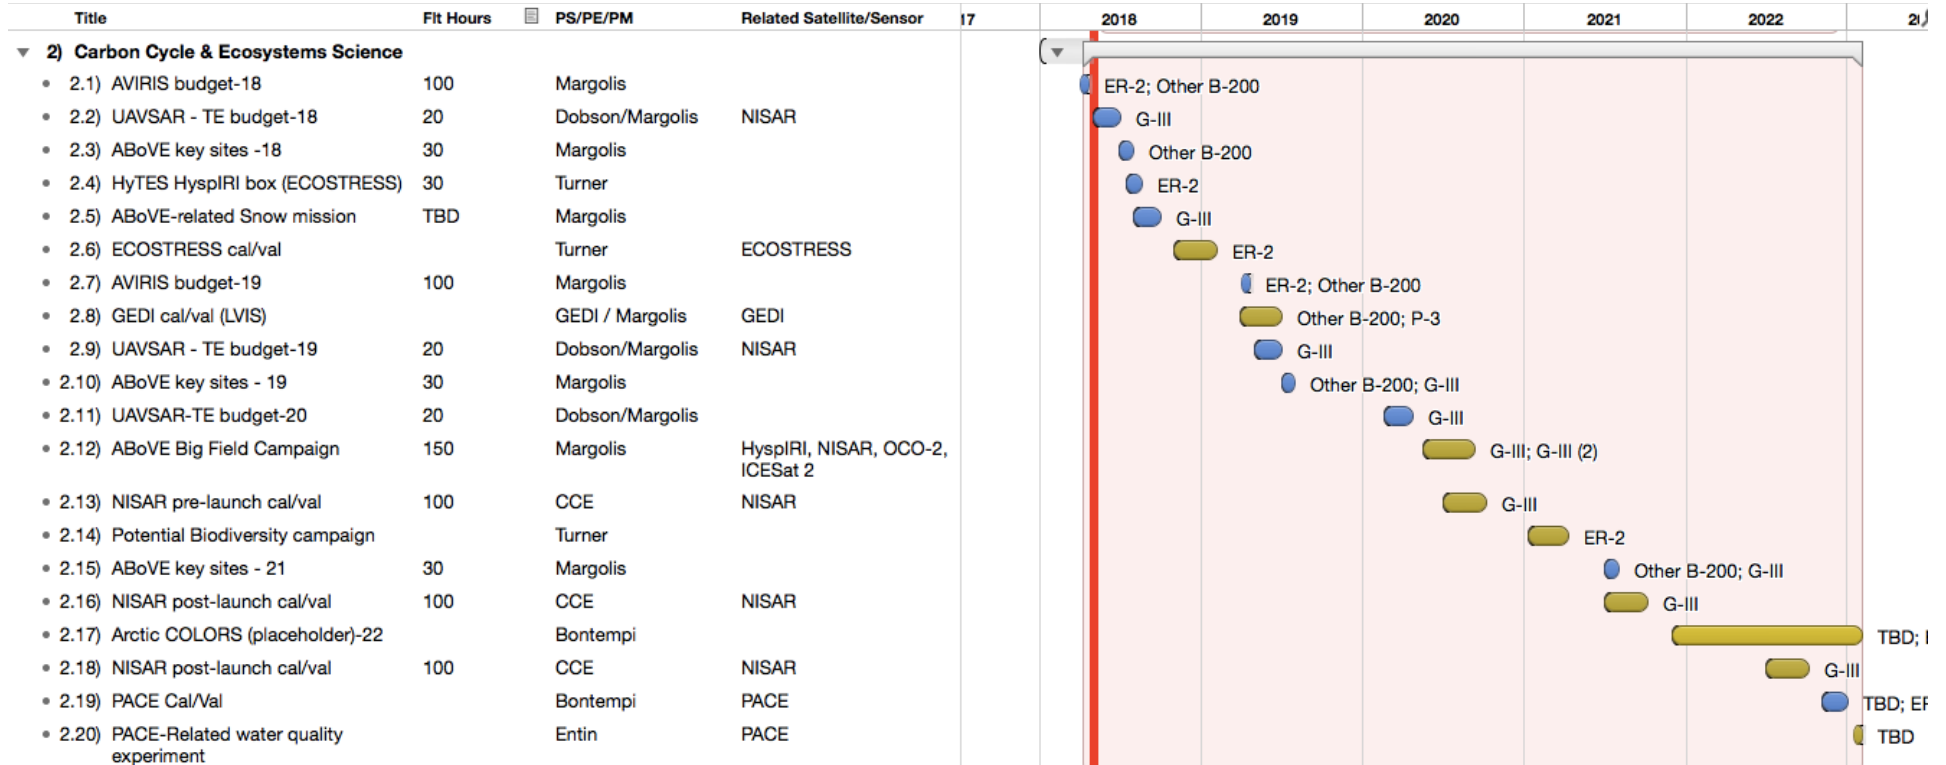 Title Flt Hours PS/PE/PM Related Satellite/Sensor 17 2018 2019 2020 2021 2022
2) Carbon Cycle & Ecosystems Science
2.1) AVIRIS budget-18 100 Margolis ER-2; Other B-200
2.2) UAVSAR - TE budget-18 20 Dobson/Margolis NISAR G-III
2.3) ABoVE key sites -18 30 Margolis Other B-200
2.4) HyTES HyspIRI box (ECOSTRESS) 30 Turner ER-2
2.5) ABoVE-related Snow mission TBD Margolis G-III
2.6) ECOSTRESS cal/val Turner ECOSTRESS ER-2
2.7) AVIRIS budget-19 100 Margolis ER-2; Other B-200
2.8) GEDI cal/val (LVIS) GEDI / Margolis GEDI Other B-200; P-3
2.9) UAVSAR - TE budget-19 20 Dobson/Margolis NISAR G-III
2.10) ABoVE key sites - 19 30 Margolis Other B-200; G-III
2.11) UAVSAR-TE budget-20 20 Dobson/Margolis G-III
2.12) ABoVE Big Field Campaign 150 Margolis HyspIRI, NISAR, OCO-2, G-III; G-III (2)
ICESat 2
2.13) NISAR pre-launch cal/val 100 CCE NISAR G-III
2.14) Potential Biodiversity campaign Turner ER-2
2.15) ABoVE key sites - 21 30 Margolis Other B-200; G-III
2.16) NISAR post-launch cal/val 100 CCE NISAR G-III
2.17) Arctic COLORS (placeholder)-22 Bontempi TBD;
2.18) NISAR post-launch cal/val 100 CCE NISAR G-III
2.19) PACE Cal/Val Bontempi PACE TBD;
2.20) PACE-Related water quality Entin PACE TBD
experiment